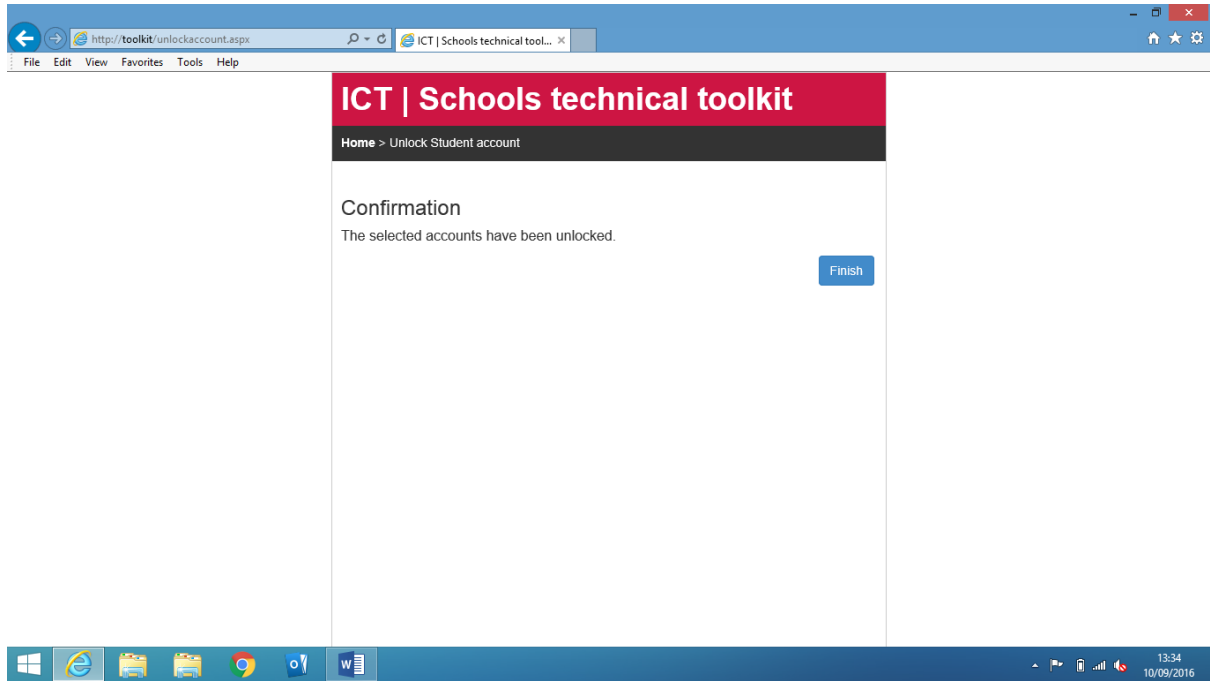 http://toolkit/unlockaccount.aspx
ICT | Schools technical tool...
File Edit View Favorites Tools Help
ICT | Schools technical toolkit
Home > Unlock Student account
Confirmation
The selected accounts have been unlocked.
Finish
13:34
10/09/2016